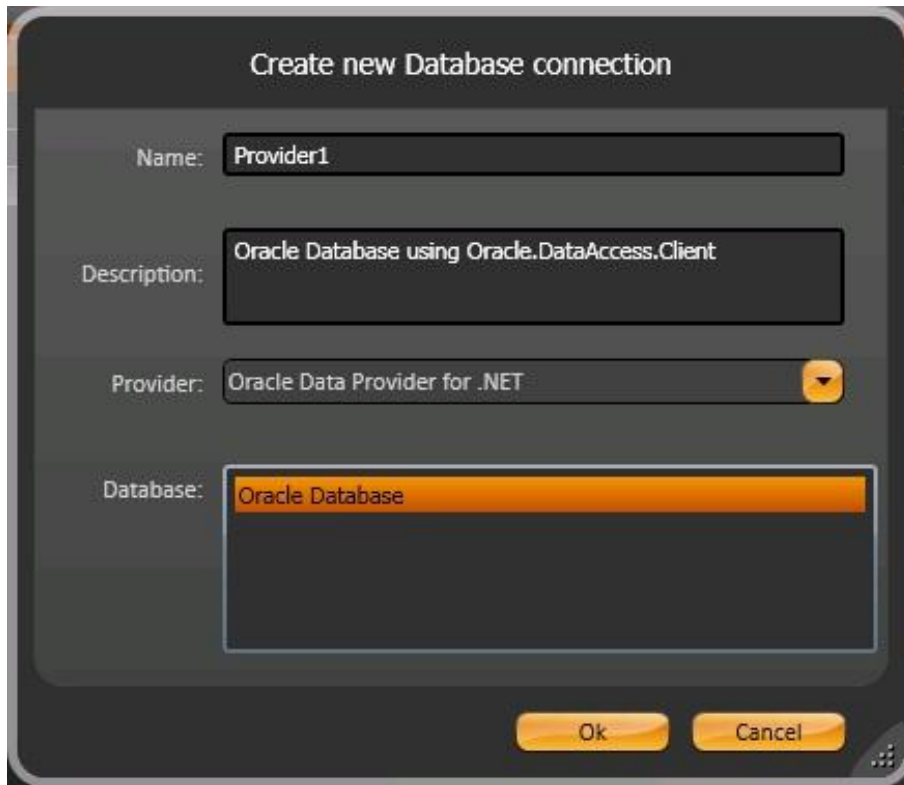 Create new Database connection
Name: Provider1
Description: Oracle Database using Oracle.DataAccess.Client
Provider: Oracle Data Provider for .NET
Database: Oracle Database
Ok Cancel